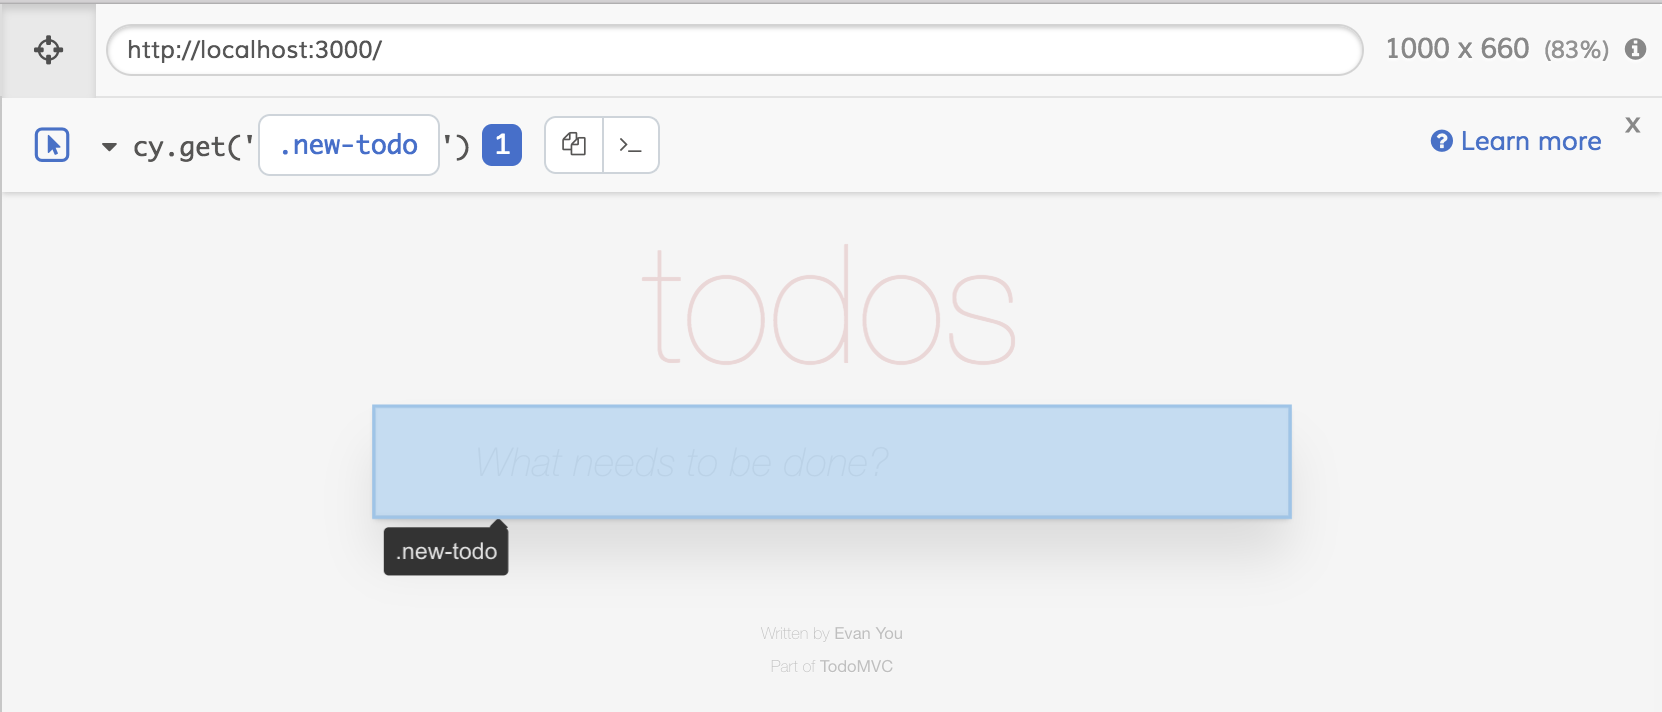 http://localhost:3000/ 1000 x 660 (83%)
cy.get(' .new-todo ') 1 >_ Learn more x
todos
What needs to be done?
.new-todo
Written by Evan You
Part of TodoMVC